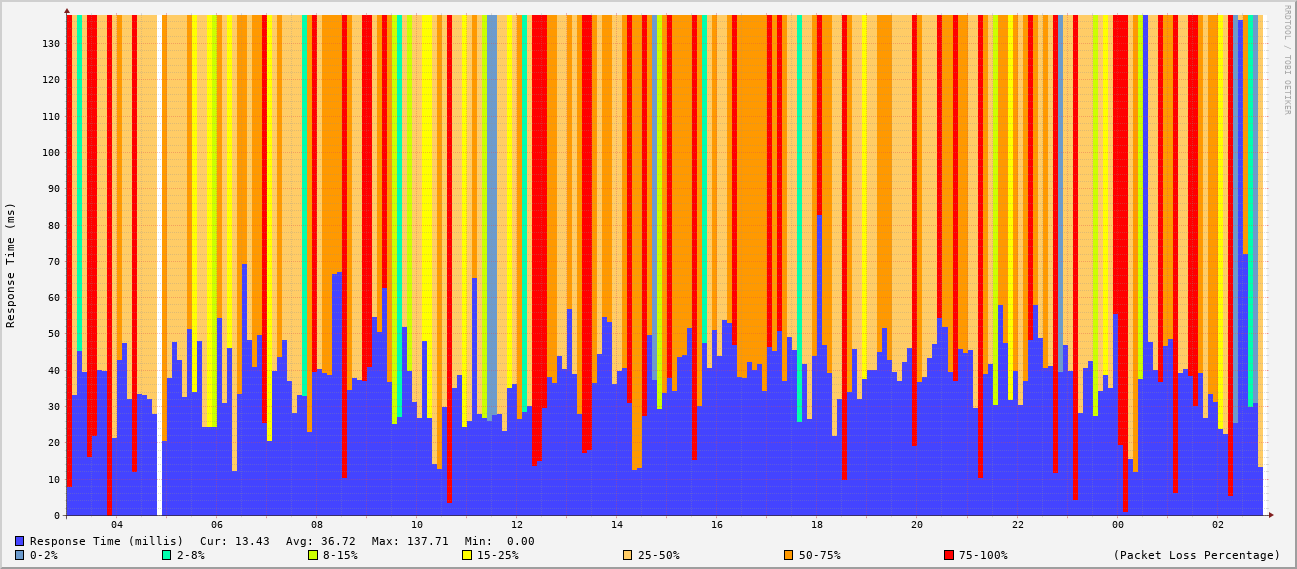 RRDTOOL / TOBI OETIKER
Response Time (ms)
130
120
110
100
90
80
70
60
50
40
30
20
10
0
04 06 08 10 12 14 16 18 20 22 00 02
Response Time (millis) Cur: 13.43 Avg: 36.72 Max: 137.71 Min: 0.00
0-2% 2-8% 8-15% 15-25% 25-50% 50-75% 75-100% (Packet Loss Percentage)